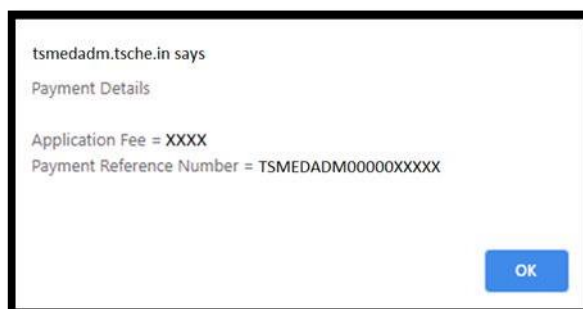 tsmedadm.tsche.in says
Payment Details
Application Fee = XXXX
Payment Reference Number = TSMEDADM00000XXXXX
OK